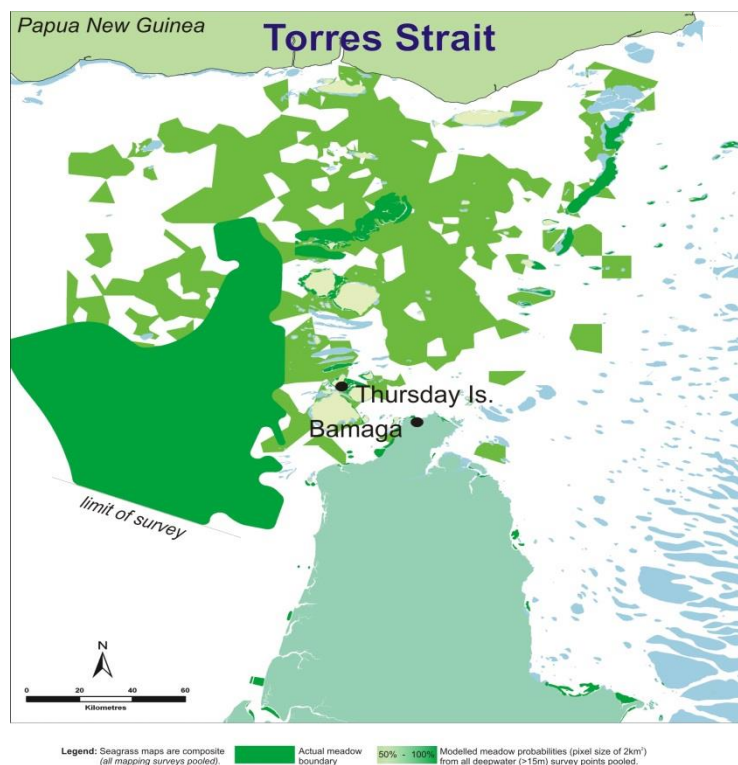 Papua New Guinea
Torres Strait
Thursday Is.
Bamaga
limit of survey
N
0 20 40 60
Kilometres
Legend: Seagrass maps are composite
(all mapping surveys pooled).
Actual meadow
boundary
50% - 100%
Modelled meadow probabilities (pixel size of 2km²)
from all deepwater (>15m) survey points pooled.